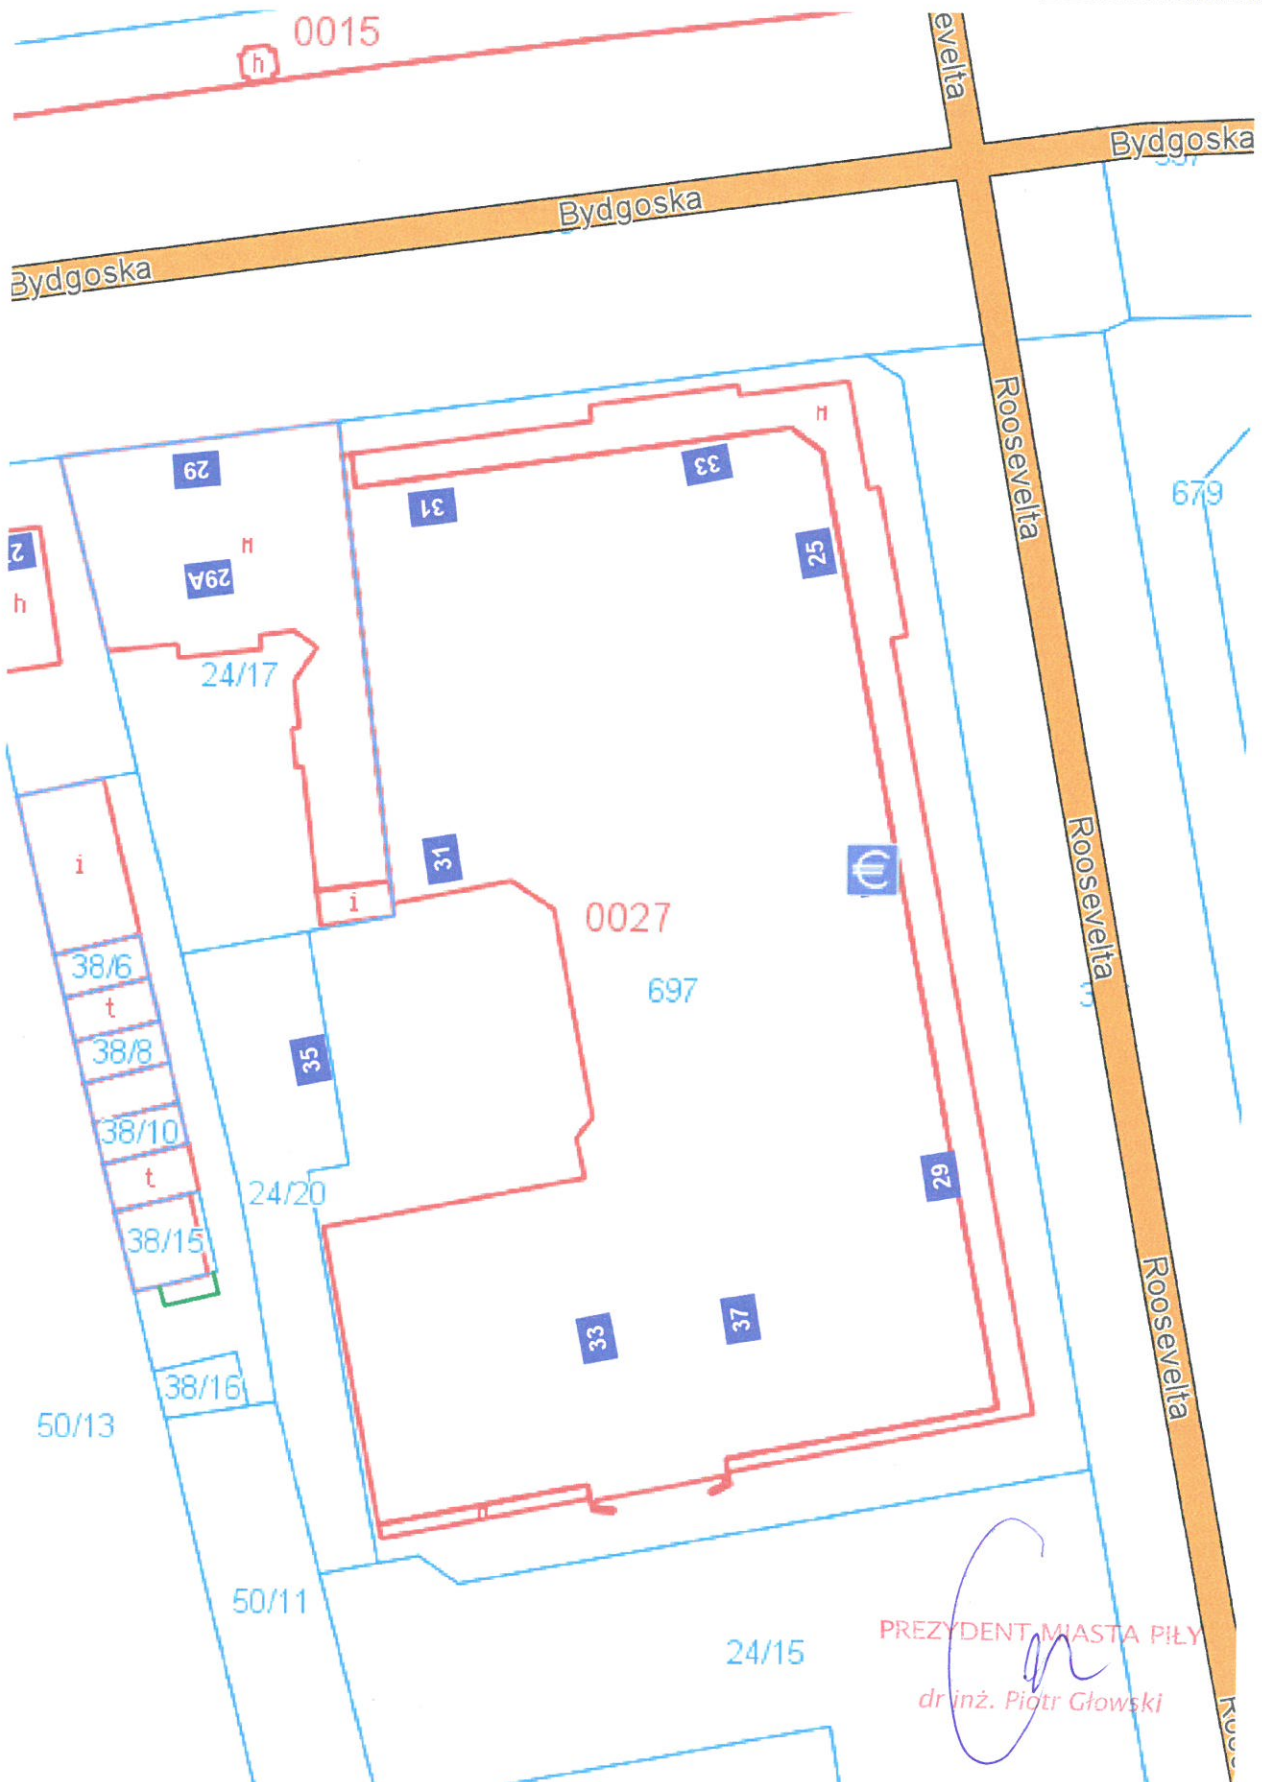 0015
h
evelta
Bydgoska
Bydgoska
Bydgoska
Roosevelta
M
29
33
31
679
25
M
29A
h
24/17
Roosevelta
i
31
i
0027
38/6
697
t
38/8
35
38/10
t
24/20
29
38/15
Roosevelta
33
37
38/16
50/13
50/11
24/15
PREZYDENT MIASTA PIŁY
dr inż. Piotr Głowski